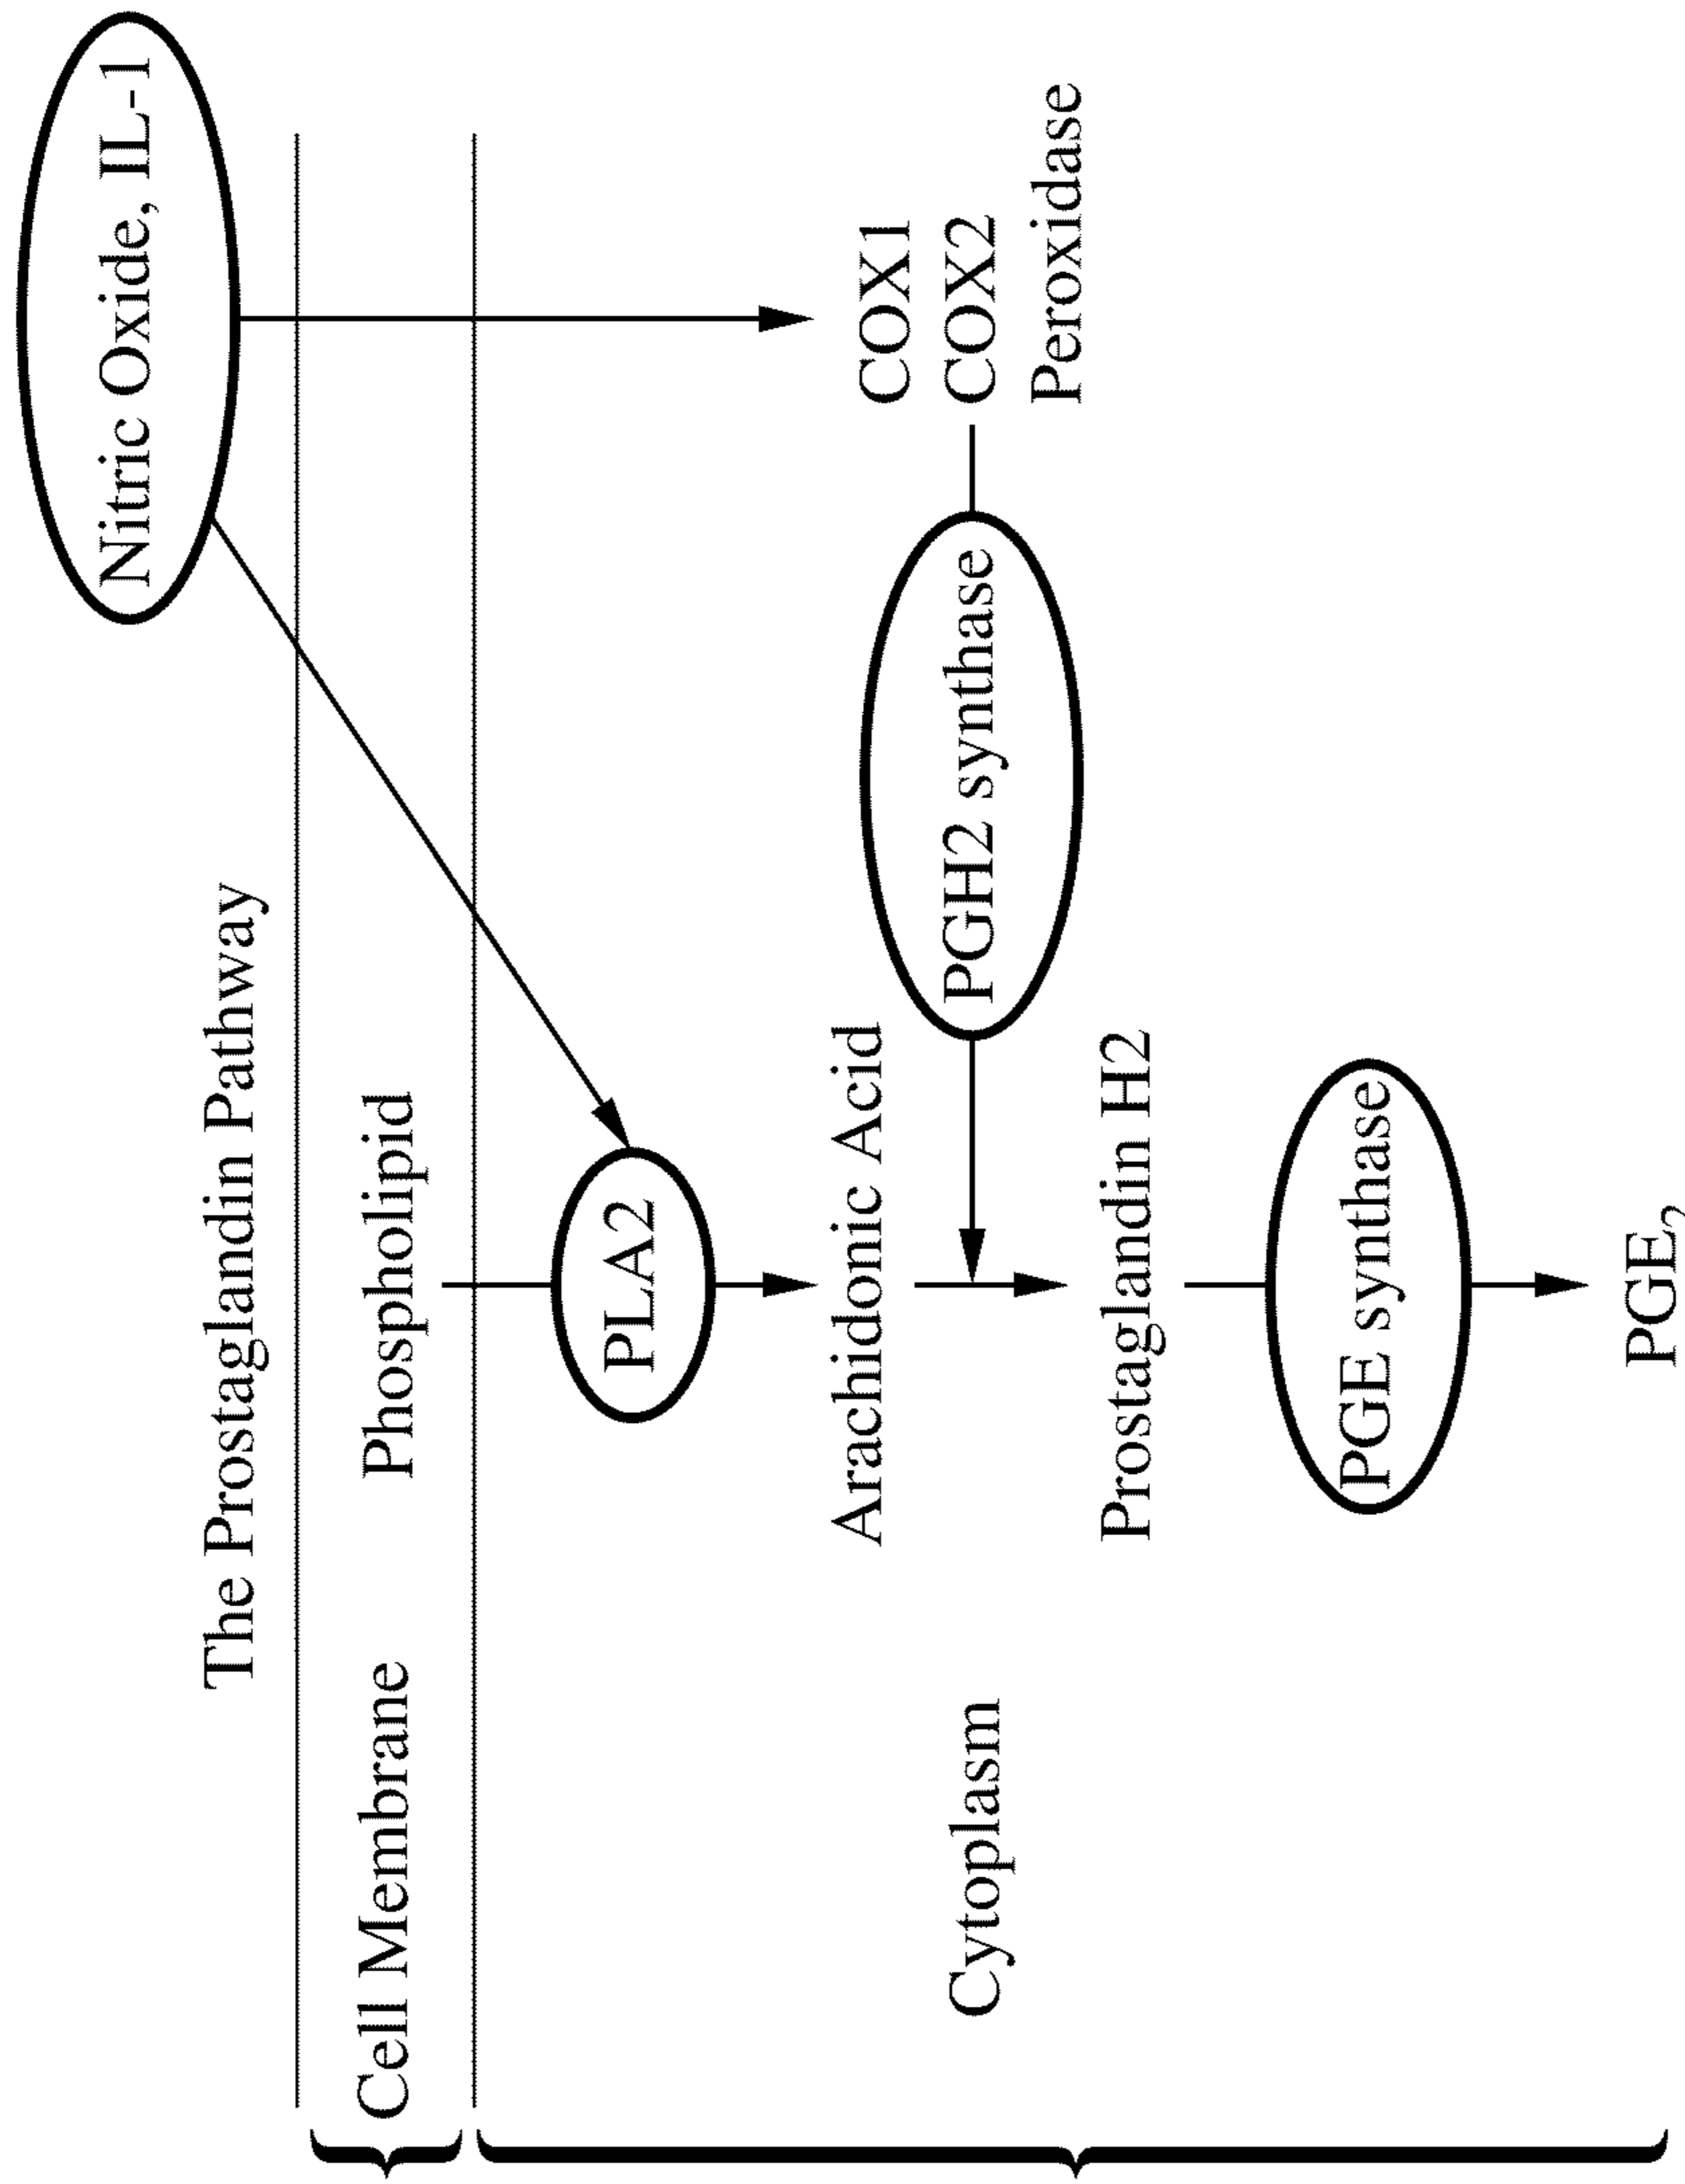 Nitric Oxide, IL-1
The Prostaglandin Pathway
Cell Membrane
Phospholipid
PLA2
Arachidonic Acid
COX1
COX2
Peroxidase
PGH2 synthase
Cytoplasm
Prostaglandin H2
PGE synthase
PGE₂